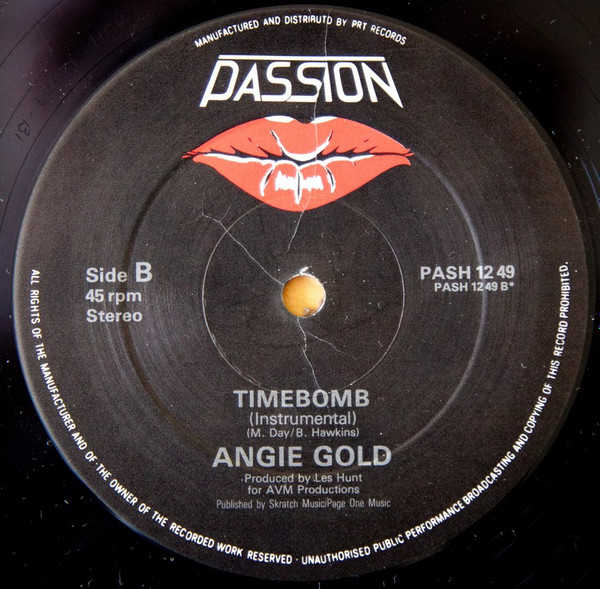 MANUFACTURED AND DISTRIBUTD BY PRT RECORDS
PASSION
Side B
45 rpm
Stereo
PASH 12 49
PASH 12 49 B*
TIMEBOMB
(Instrumental)
(M. Day/B. Hawkins)
ANGIE GOLD
Produced by Les Hunt
for AVM Productions
Published by Skratch Music/Page One Music
ALL RIGHTS OF THE MANUFACTURER AND OF THE OWNER OF THE RECORDED WORK RESERVED · UNAUTHORISED PUBLIC PERFORMANCE BROADCASTING AND COPYING OF THIS RECORD PROHIBITED.